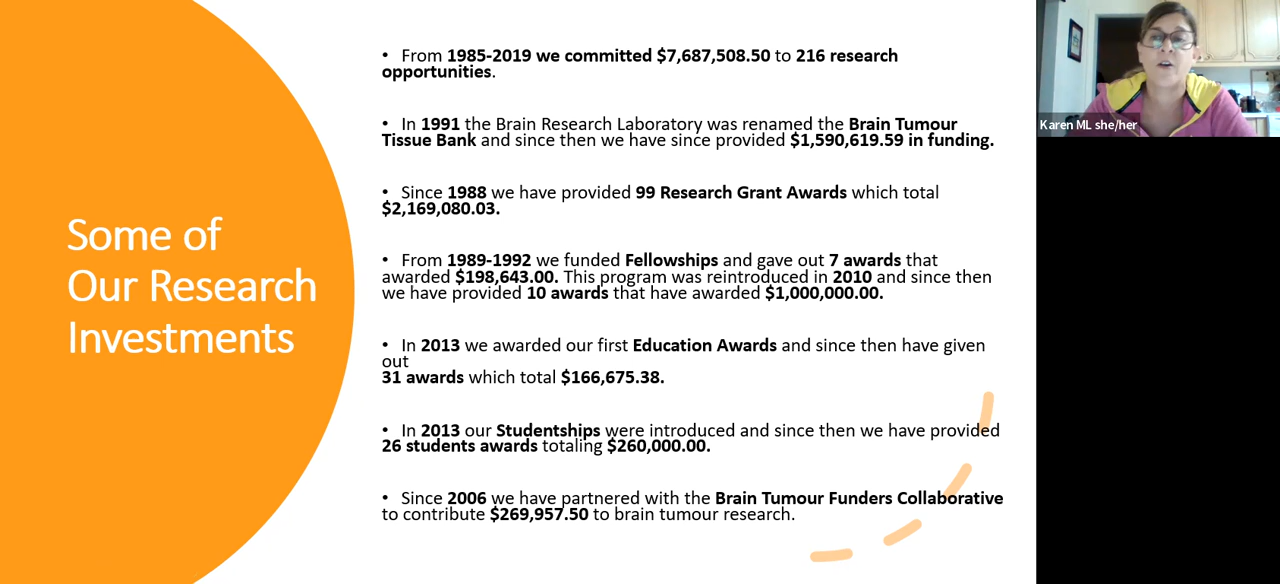 Some of
Our Research
Investments
• From 1985-2019 we committed $7,687,508.50 to 216 research
opportunities.
• In 1991 the Brain Research Laboratory was renamed the Brain Tumour
Tissue Bank and since then we have since provided $1,590,619.59 in funding.
• Since 1988 we have provided 99 Research Grant Awards which total
$2,169,080.03.
• From 1989-1992 we funded Fellowships and gave out 7 awards that
awarded $198,643.00. This program was reintroduced in 2010 and since then
we have provided 10 awards that have awarded $1,000,000.00.
• In 2013 we awarded our first Education Awards and since then have given
out
31 awards which total $166,675.38.
• In 2013 our Studentships were introduced and since then we have provided
26 students awards totaling $260,000.00.
• Since 2006 we have partnered with the Brain Tumour Funders Collaborative
to contribute $269,957.50 to brain tumour research.
Karen ML she/her